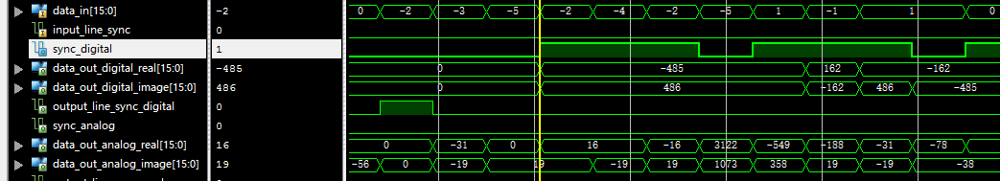 data_in[15:0] -2 0 -2 -3 -5 -2 -4 -2 -5 1 -1 1 0
input_line_sync 0
sync_digital 1
data_out_digital_real[15:0] -485 0 -485 162 -162
data_out_digital_image[15:0] 486 0 486 -162 486 -485
output_line_sync_digital 0
sync_analog 0
data_out_analog_real[15:0] 16 0 -31 0 16 -16 3122 -549 -188 -31 -78
data_out_analog_image[15:0] 19 -56 0 -19 19 -19 19 1073 358 19 -19 -38